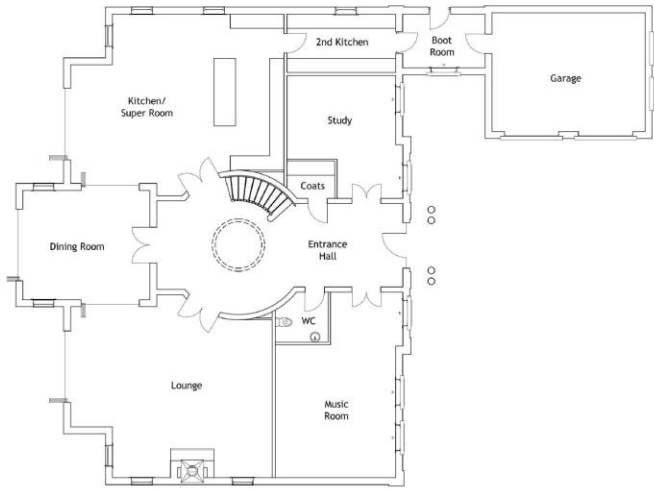 2nd Kitchen
Boot
Room
Garage
Kitchen/
Super Room
Study
Coats
Dining Room
Entrance
Hall
WC
Lounge
Music
Room